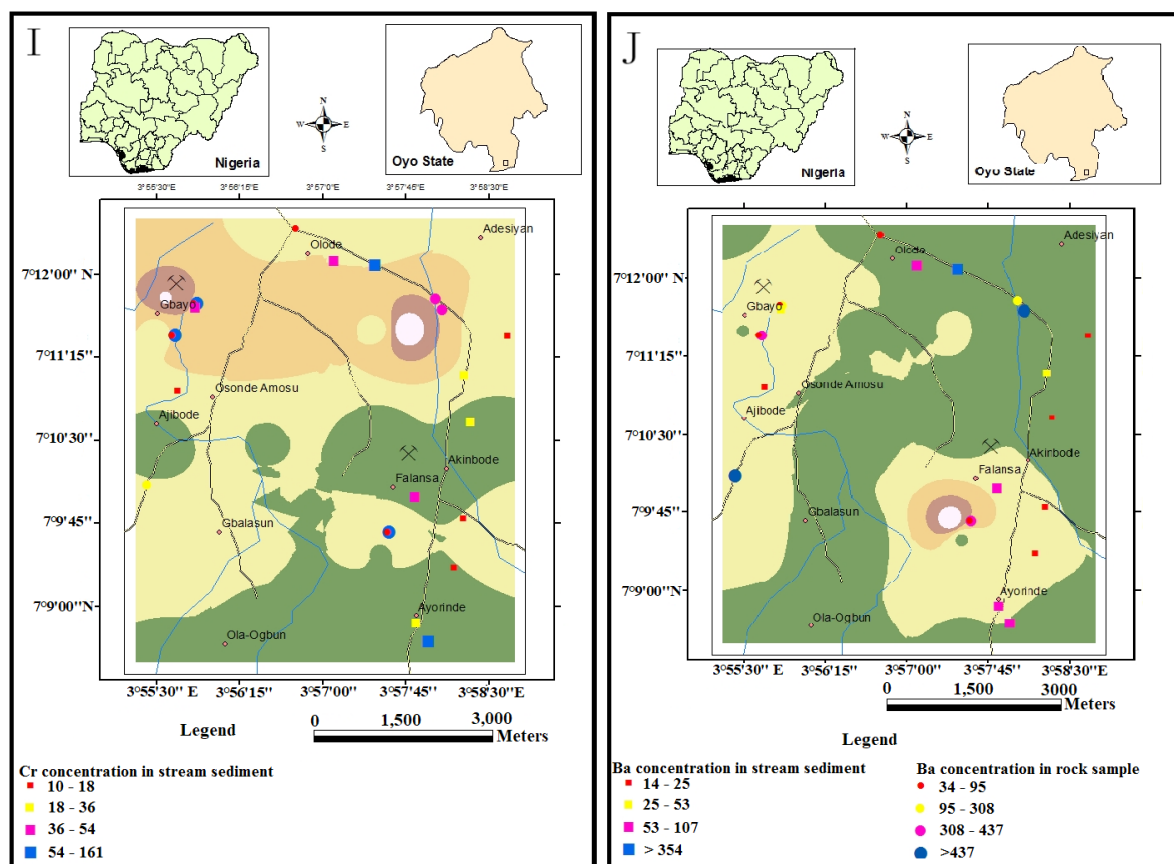 I
N
W E
S
Nigeria
Oyo State
3°55'30"E 3°56'15"E 3°57'0"E 3°57'45"E 3°58'30"E
Adesiyan
Olode
7°12'00" N
Gbayo
7°11'15"
Osonde Amosu
Ajibode
7°10'30"
Akinbode
Falansa
7°9'45"
Gbalasun
7°9'00"
Ayorinde
Ola-Ogbun
3°55'30" E 3°56'15" 3°57'00" 3°57'45" 3°58'30"
0 1,500 3,000
Meters
Legend
Cr concentration in stream sediment
10 - 18
18 - 36
36 - 54
54 - 161
J
N
W E
S
Nigeria
Oyo State
Adesiyan
Olode
7°12'00" N
Gbayo
7°11'15"
Osonde Amosu
Ajibode
7°10'30"
Akinbode
Falansa
7°9'45"
Gbalasun
7°9'00"
Ayorinde
Ola-Ogbun
3°55'30" E 3°56'15" 3°57'00" 3°57'45" 3°58'30"
0 1,500 3,000
Meters
Legend
Ba concentration in stream sediment
14 - 25
25 - 53
53 - 107
> 354
Ba concentration in rock sample
34 - 95
95 - 308
308 - 437
>437